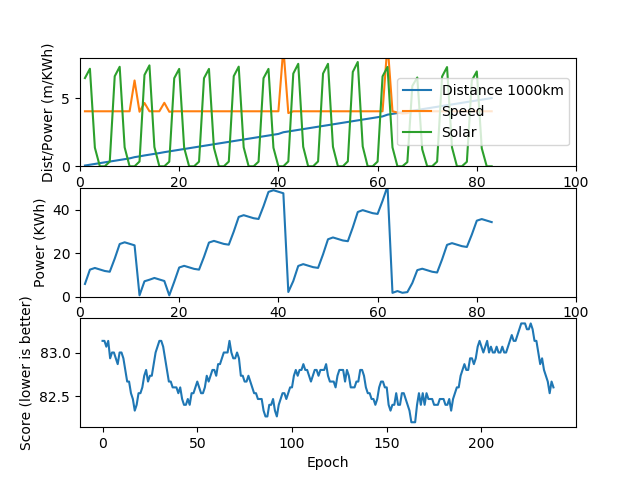 Dist/Power (m/KWh)
5
0
Distance 1000km
Speed
Solar
0 20 40 60 80 100
Power (KWh)
40
20
0
0 20 40 60 80 100
Score (lower is better)
83.0
82.5
0 50 100 150 200
Epoch